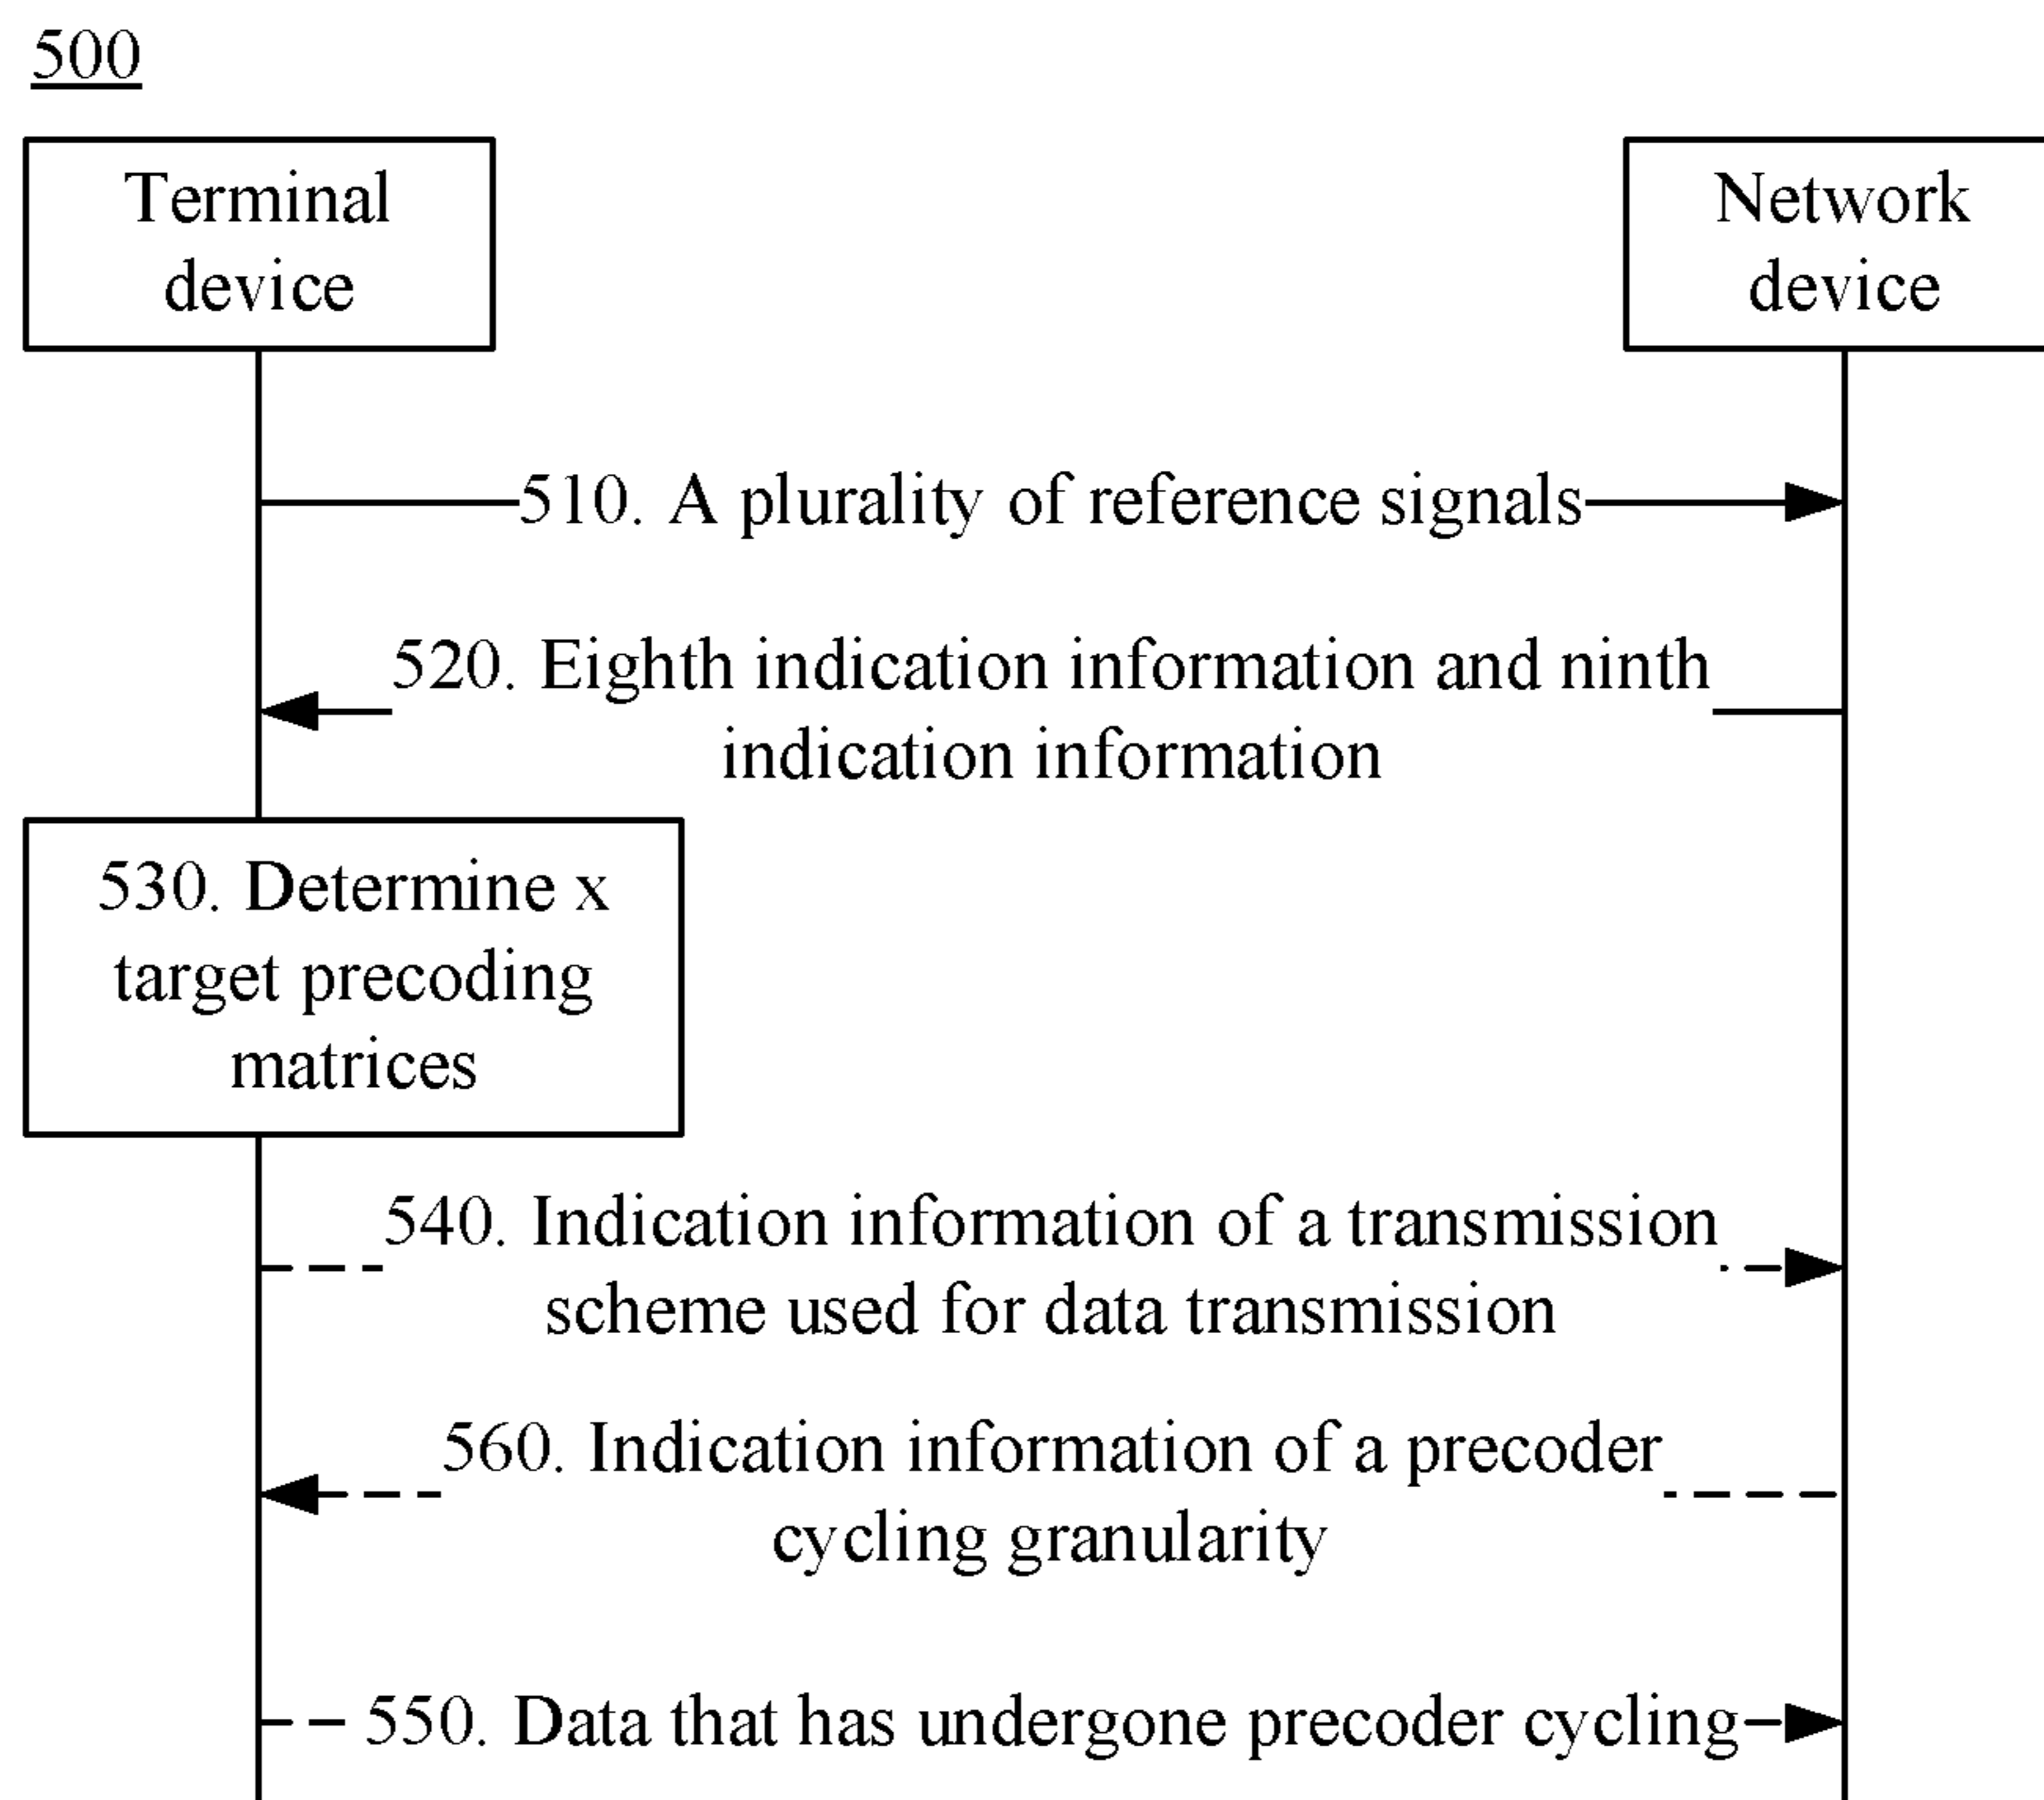 500
Terminal
device
Network
device
510. A plurality of reference signals
520. Eighth indication information and ninth
indication information
530. Determine x
target precoding
matrices
540. Indication information of a transmission
scheme used for data transmission
560. Indication information of a precoder
cycling granularity
550. Data that has undergone precoder cycling